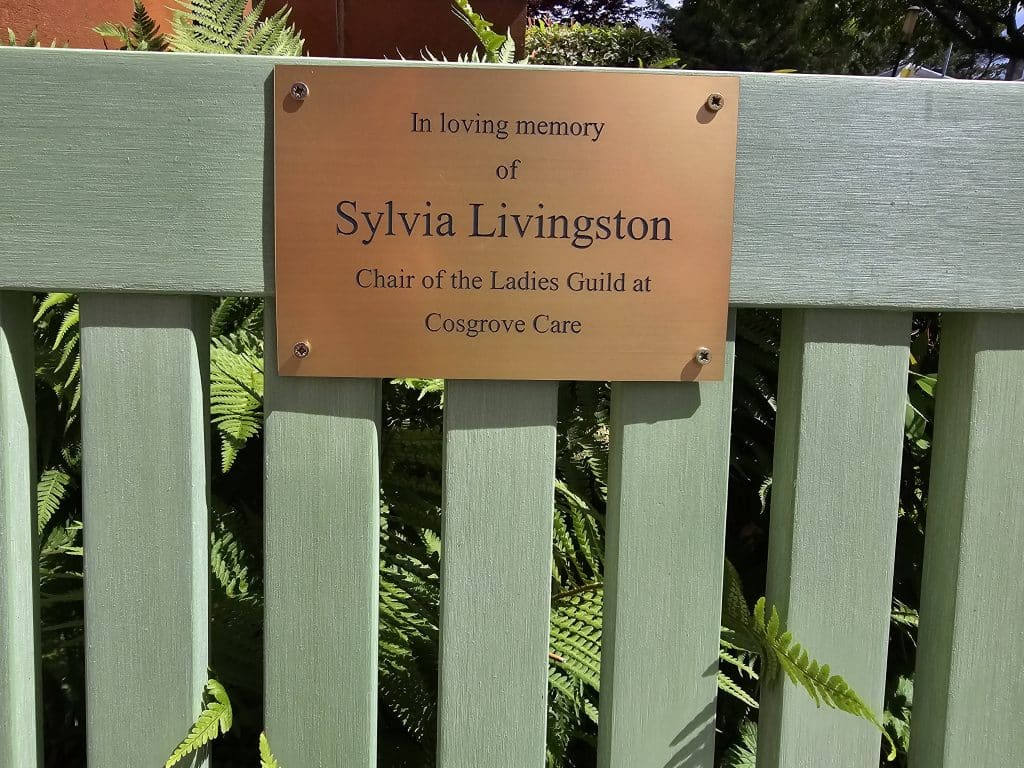 In loving memory
of
Sylvia Livingston
Chair of the Ladies Guild at
Cosgrove Care